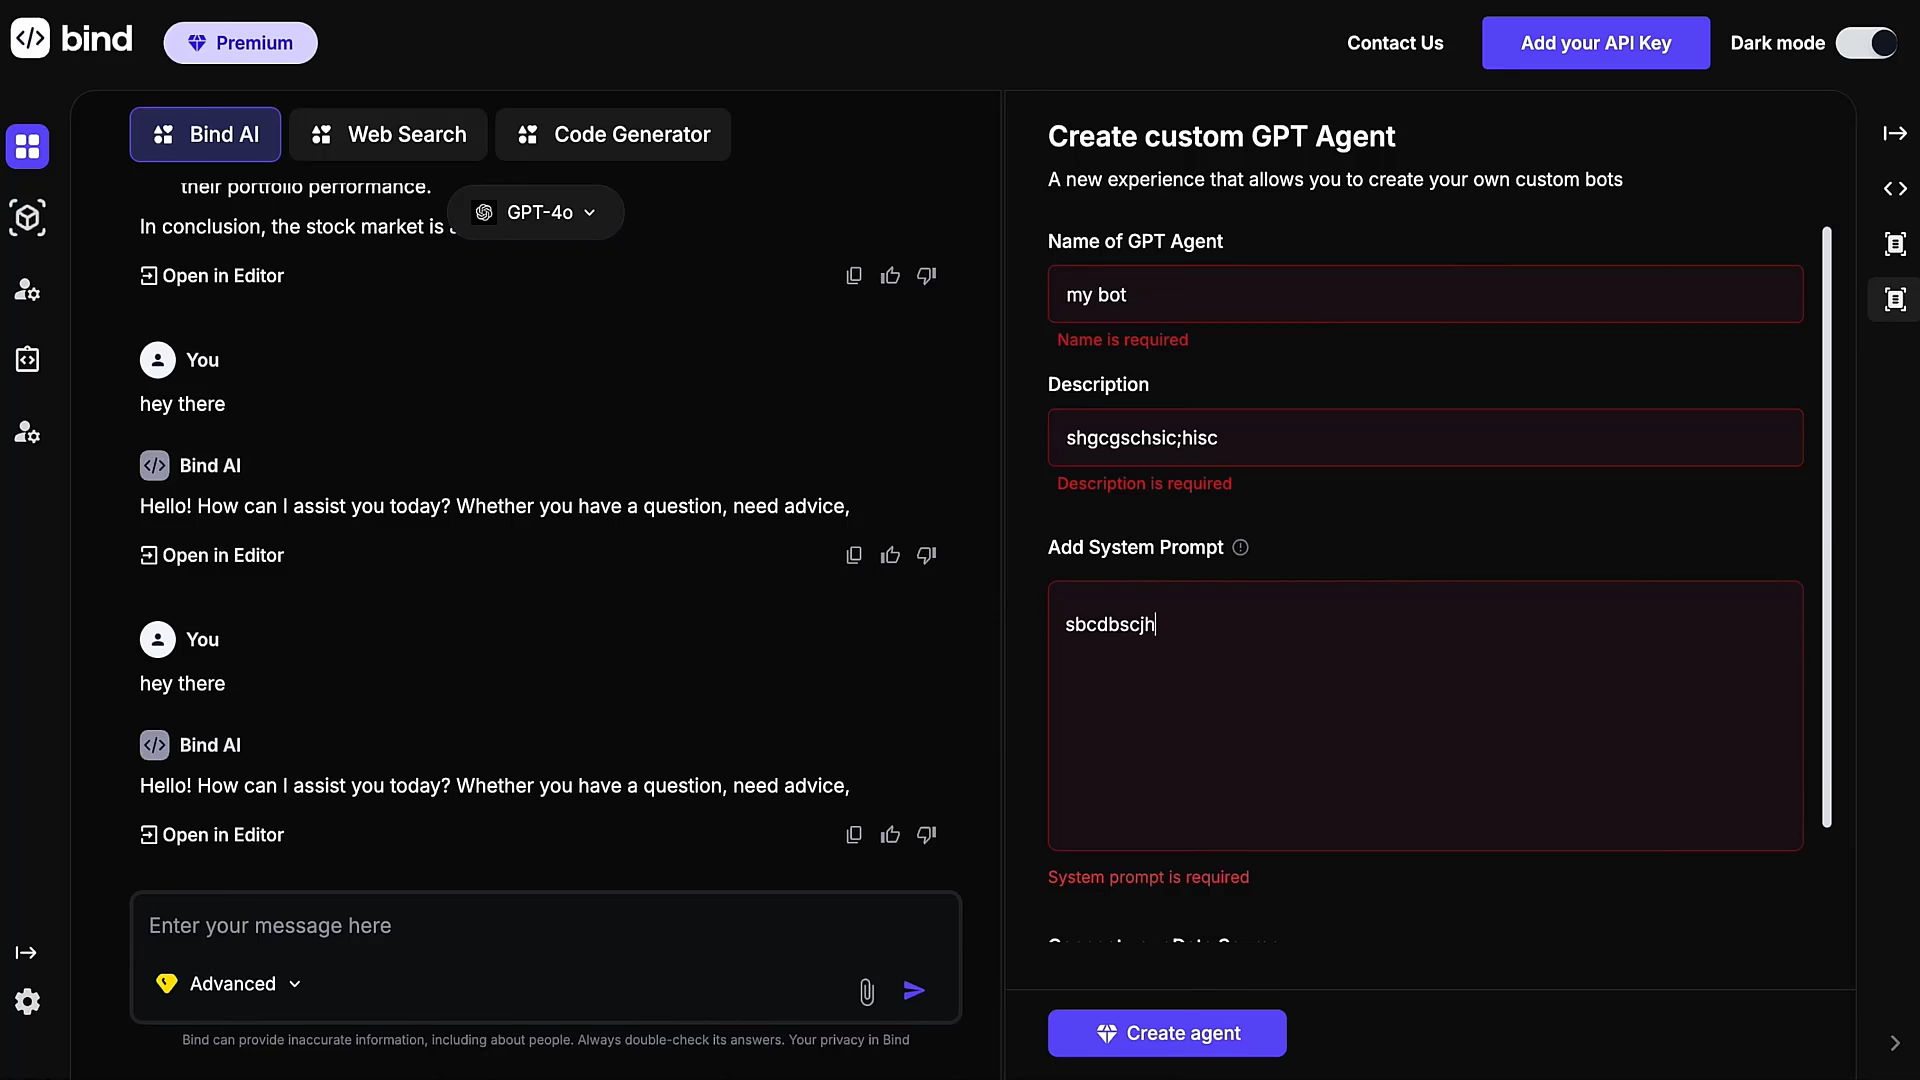 bind
Premium
Contact Us
Add your API Key
Dark mode
Bind AI
Web Search
Code Generator
their portfolio performance.
GPT-4o
In conclusion, the stock market is
Open in Editor
You
hey there
Bind AI
Hello! How can I assist you today? Whether you have a question, need advice,
Open in Editor
You
hey there
Bind AI
Hello! How can I assist you today? Whether you have a question, need advice,
Open in Editor
Enter your message here
Advanced
Bind can provide inaccurate information, including about people. Always double-check its answers. Your privacy in Bind
Create custom GPT Agent
A new experience that allows you to create your own custom bots
Name of GPT Agent
my bot
Name is required
Description
shgcgschsic;hisc
Description is required
Add System Prompt
sbcdbscjh
System prompt is required
Create agent